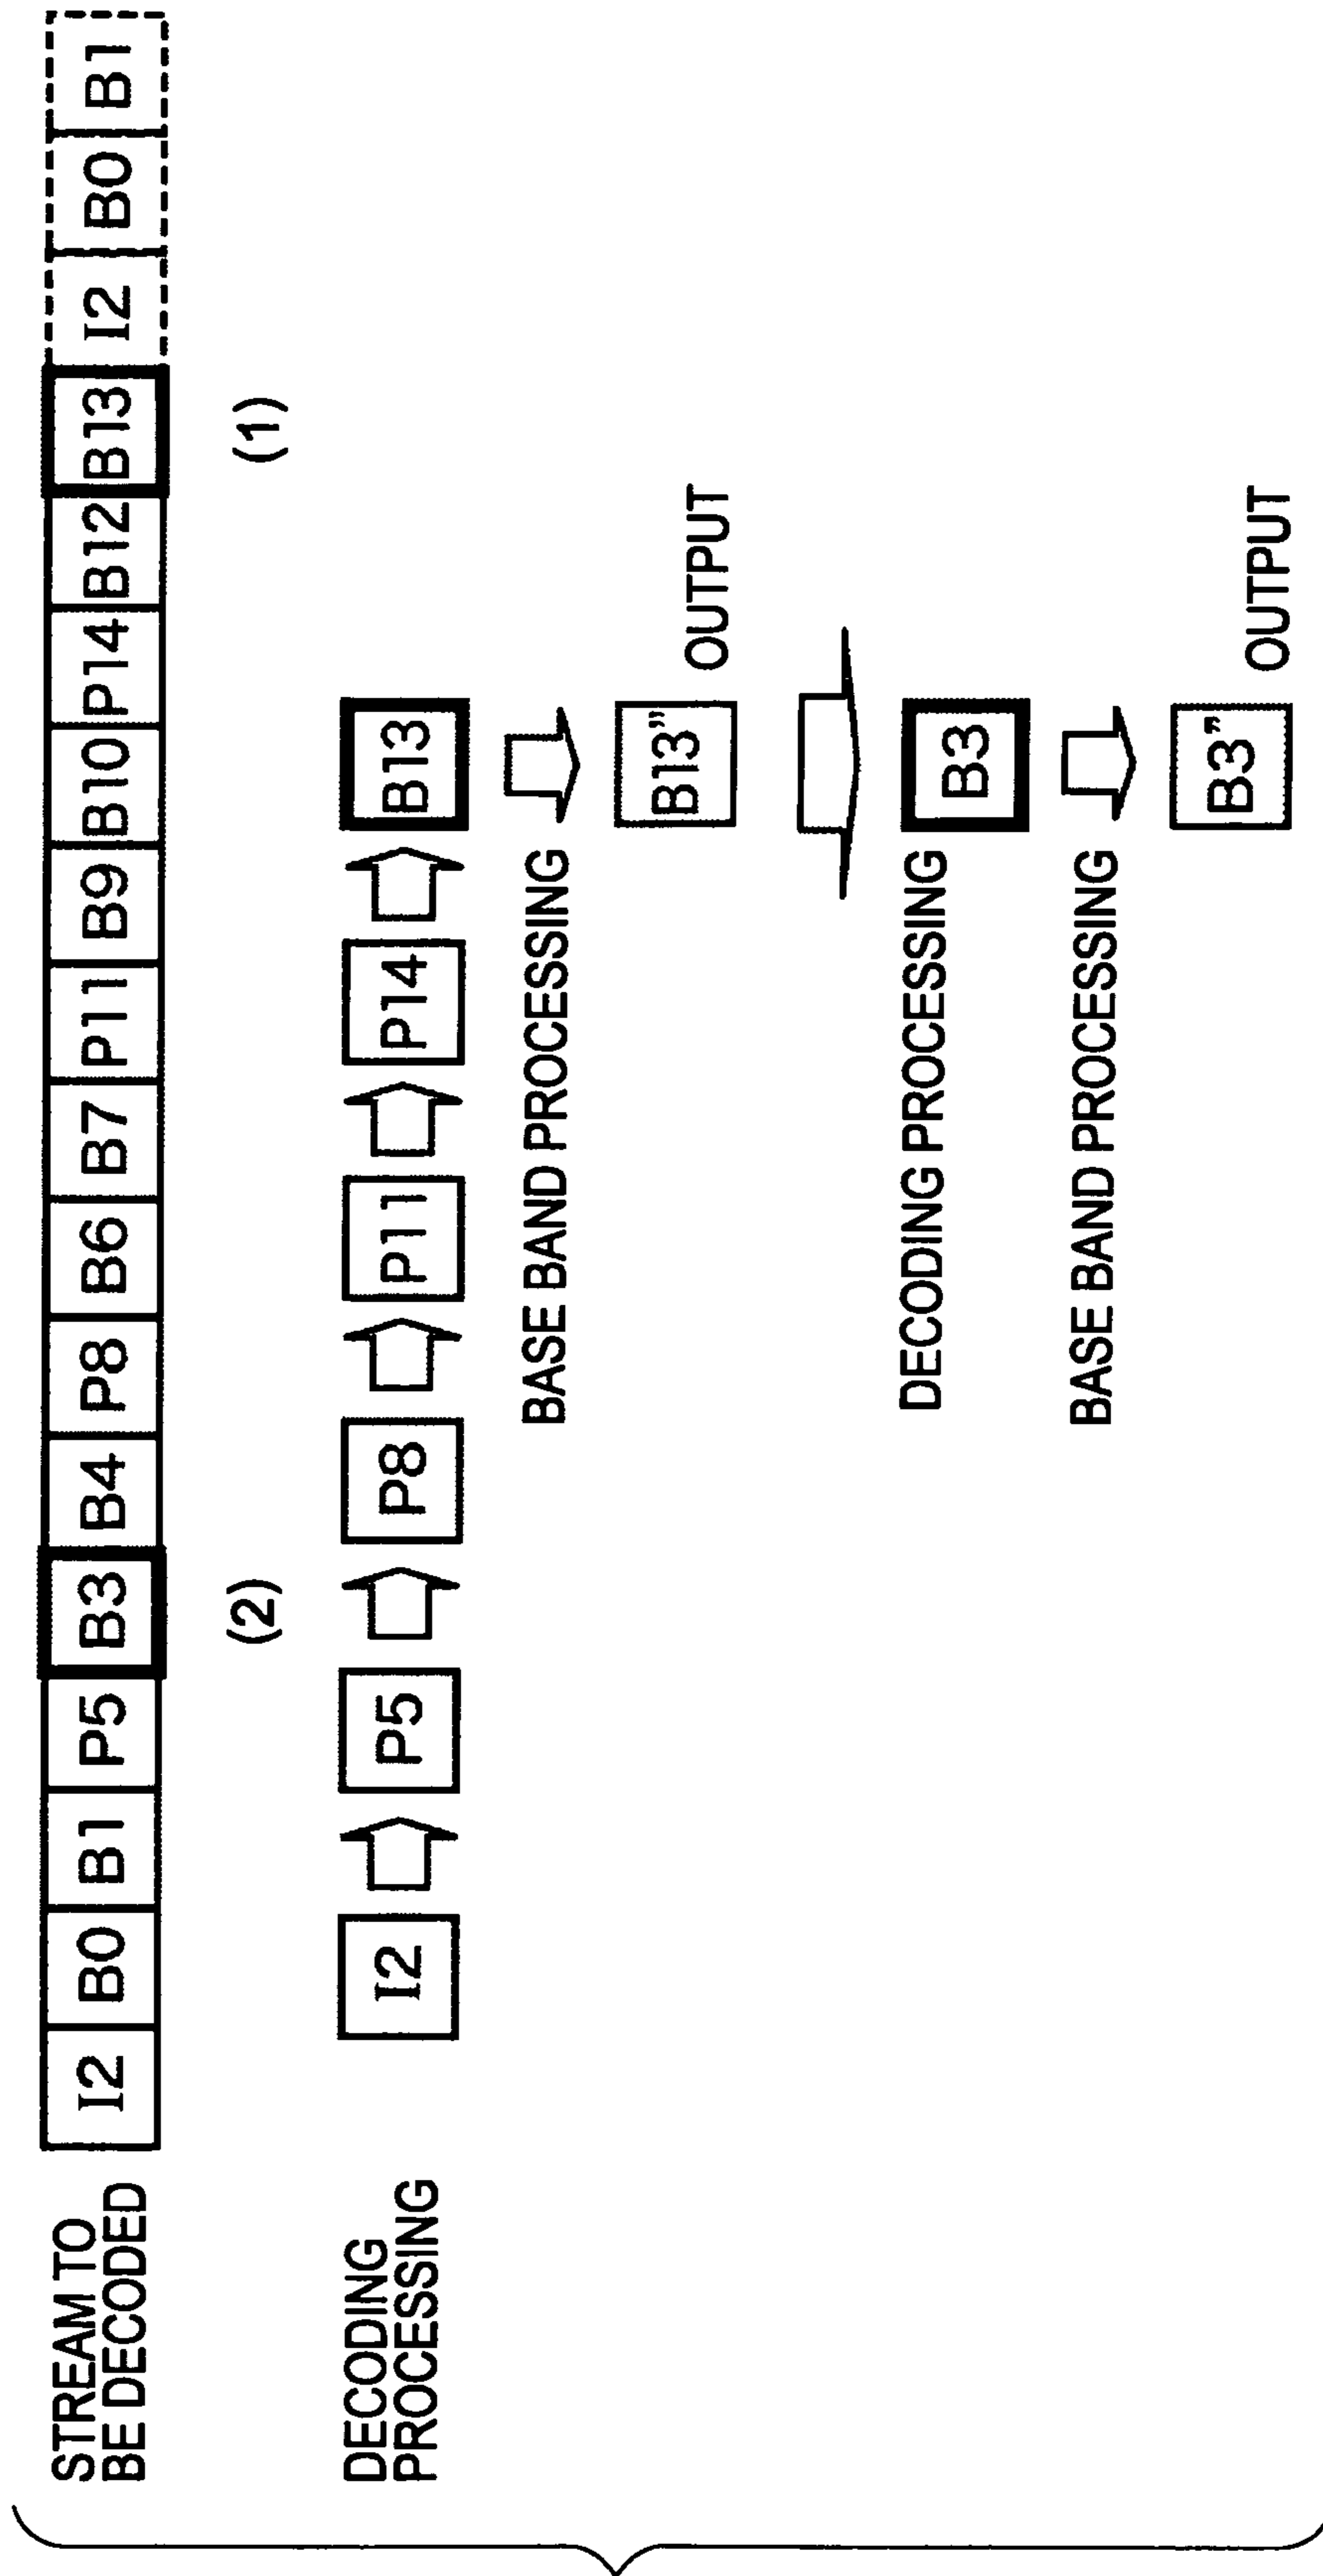 STREAM TO
BE DECODED
I2 B0 B1 P5 B3 B4 P8 B6 B7 P11 B9 B10 P14 B12 B13 I2 B0 B1
(2) (1)
DECODING
PROCESSING
I2 P5 P8 P11 P14 B13
BASE BAND PROCESSING
B13”
OUTPUT
DECODING PROCESSING
B3
BASE BAND PROCESSING
B3”
OUTPUT